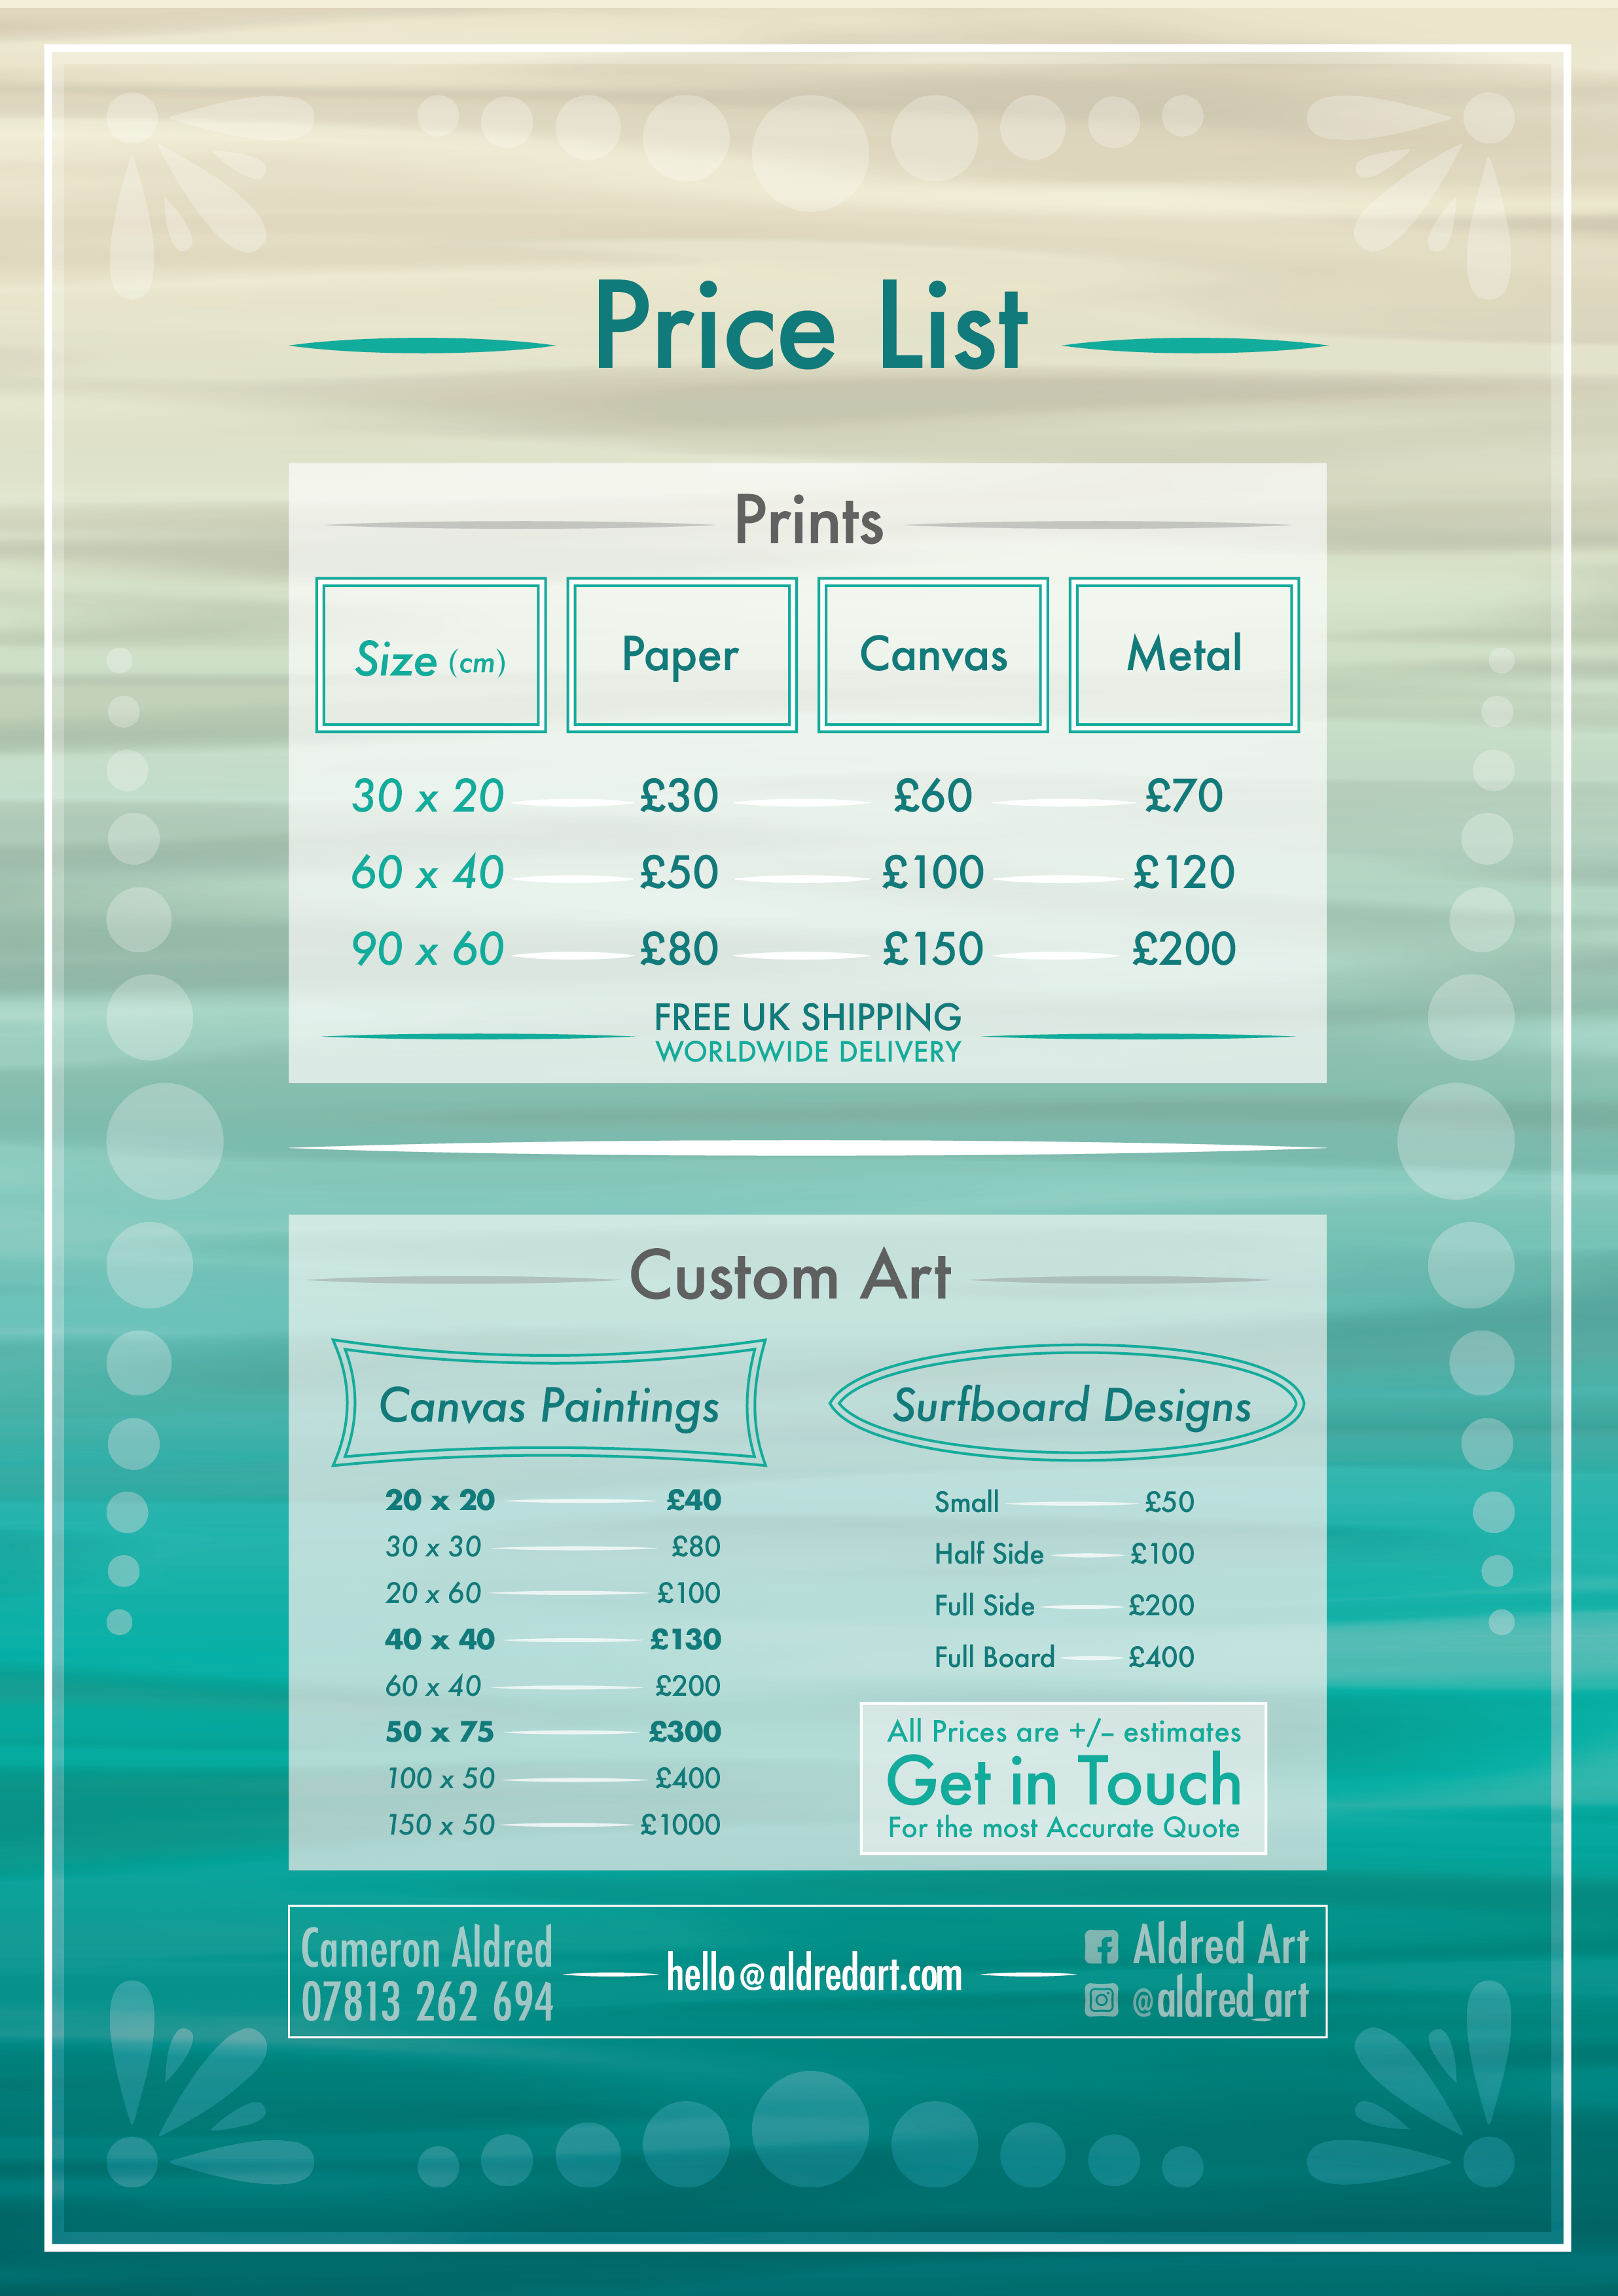 Price List
Prints
Size (cm) Paper Canvas Metal
30 x 20 £30 £60 £70
60 x 40 £50 £100 £120
90 x 60 £80 £150 £200
FREE UK SHIPPING
WORLDWIDE DELIVERY
Custom Art
Canvas Paintings
20 x 20 £40
30 x 30 £80
20 x 60 £100
40 x 40 £130
60 x 40 £200
50 x 75 £300
100 x 50 £400
150 x 50 £1000
Surfboard Designs
Small £50
Half Side £100
Full Side £200
Full Board £400
All Prices are +/– estimates
Get in Touch
For the most Accurate Quote
Cameron Aldred
07813 262 694
hello@aldredart.com
Aldred Art
@aldred_art